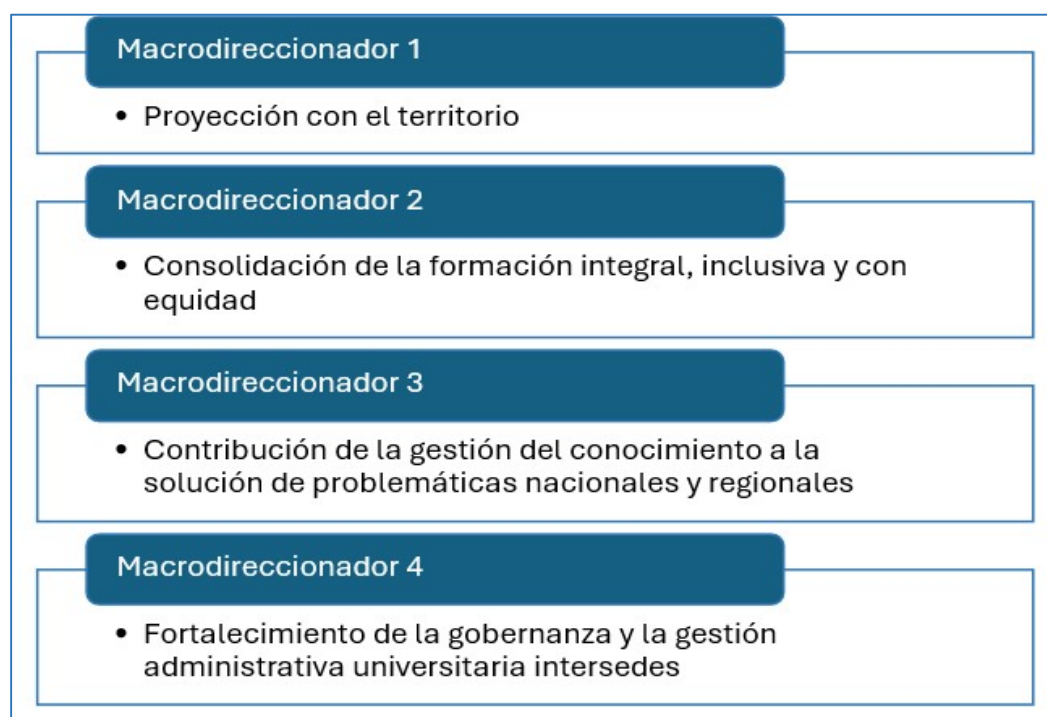 Macrodireccionador 1
• Proyección con el territorio
Macrodireccionador 2
• Consolidación de la formación integral, inclusiva y con
equidad
Macrodireccionador 3
• Contribución de la gestión del conocimiento a la
solución de problemáticas nacionales y regionales
Macrodireccionador 4
• Fortalecimiento de la gobernanza y la gestión
administrativa universitaria intersedes